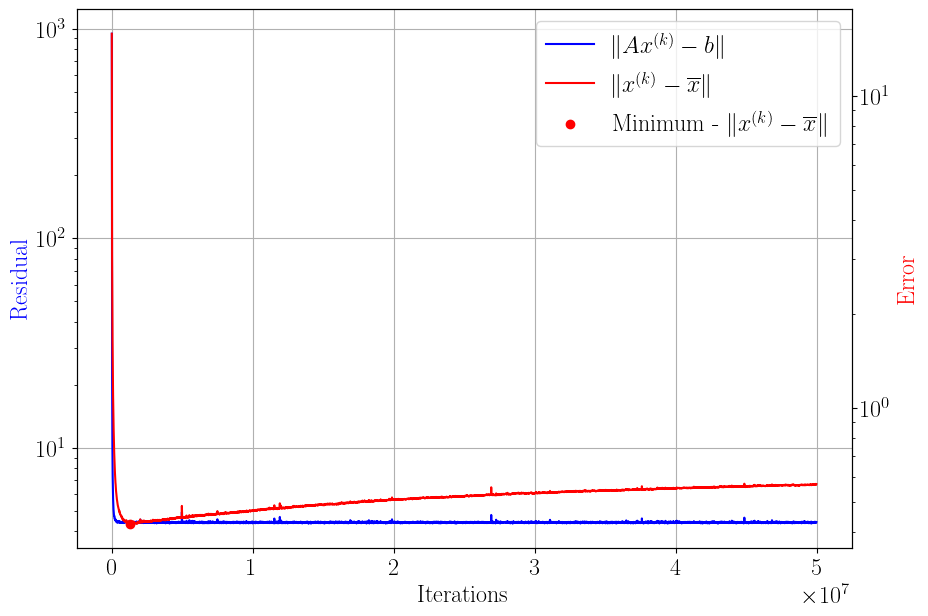 ‖Ax⁽ᵏ⁾ − b‖
‖x⁽ᵏ⁾ − x̅‖
Minimum - ‖x⁽ᵏ⁾ − x̅‖
10³
10²
10¹
Residual
10¹
10⁰
Error
0 1 2 3 4 5
×10⁷
Iterations